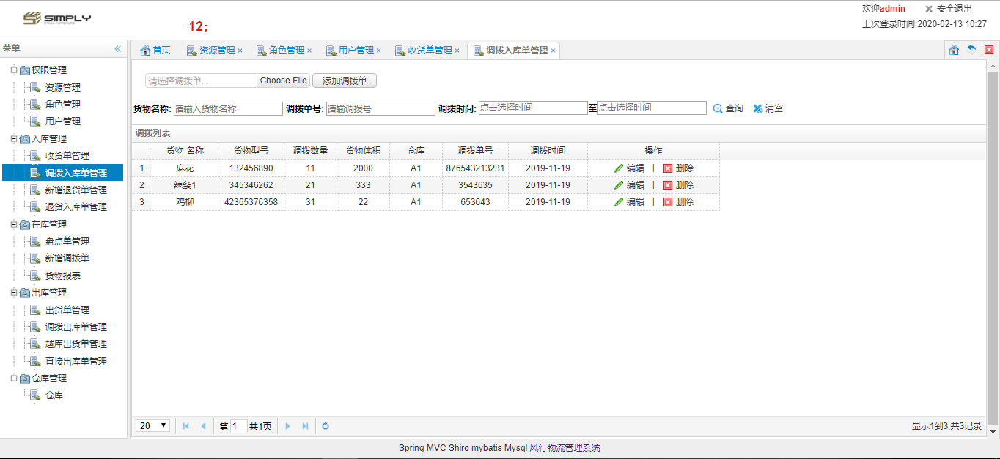 SIMPLY
-12;
欢迎admin 安全退出
上次登录时间:2020-02-13 10:27
菜单
首页 资源管理 角色管理 用户管理 收货单管理 调拨入库单管理
权限管理
资源管理
角色管理
用户管理
入库管理
收货单管理
调拨入库单管理
新增退货单管理
退货入库单管理
在库管理
盘点单管理
新增调拨单
货物报表
出库管理
出货单管理
调拨出库单管理
越库出货单管理
直接出库单管理
仓库管理
仓库
请选择调拨单... Choose File 添加调拨单
货物名称: 请输入货物名称 调拨单号: 请输调拨号 调拨时间: 点击选择时间 至 点击选择时间 查询 清空
调拨列表
货物 名称 货物型号 调拨数量 货物体积 仓库 调拨单号 调拨时间 操作
1 麻花 132456890 11 2000 A1 876543213231 2019-11-19 编辑 | 删除
2 辣条1 345346262 21 333 A1 3543635 2019-11-19 编辑 | 删除
3 鸡柳 42365376358 31 22 A1 653643 2019-11-19 编辑 | 删除
20 第 1 共1页 显示1到3,共3记录
Spring MVC Shiro mybatis Mysql 风行物流管理系统